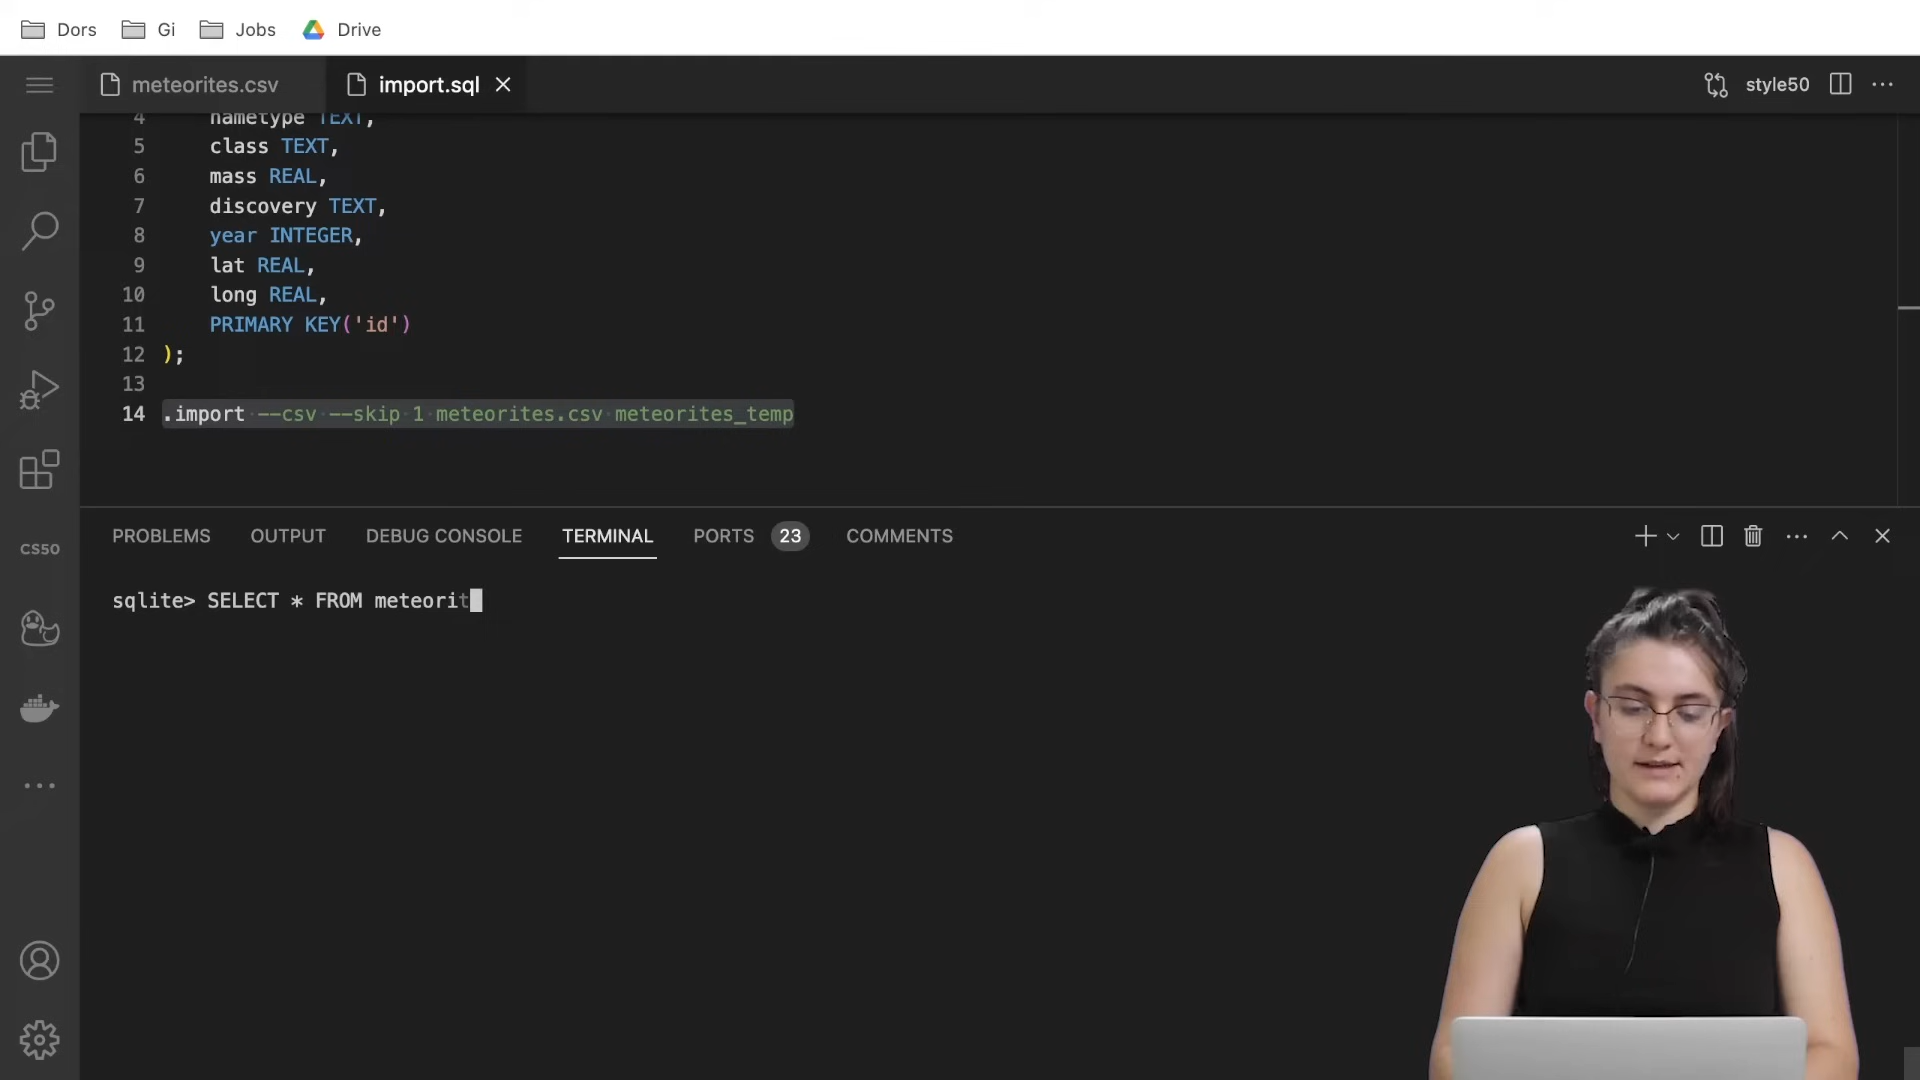 Dors Gi Jobs Drive
meteorites.csv import.sql style50
4 nametype TEXT,
5 class TEXT,
6 mass REAL,
7 discovery TEXT,
8 year INTEGER,
9 lat REAL,
10 long REAL,
11 PRIMARY KEY('id')
12 );
13
14 .import --csv --skip 1 meteorites.csv meteorites_temp
CS50
PROBLEMS OUTPUT DEBUG CONSOLE TERMINAL PORTS 23 COMMENTS
sqlite> SELECT * FROM meteorit